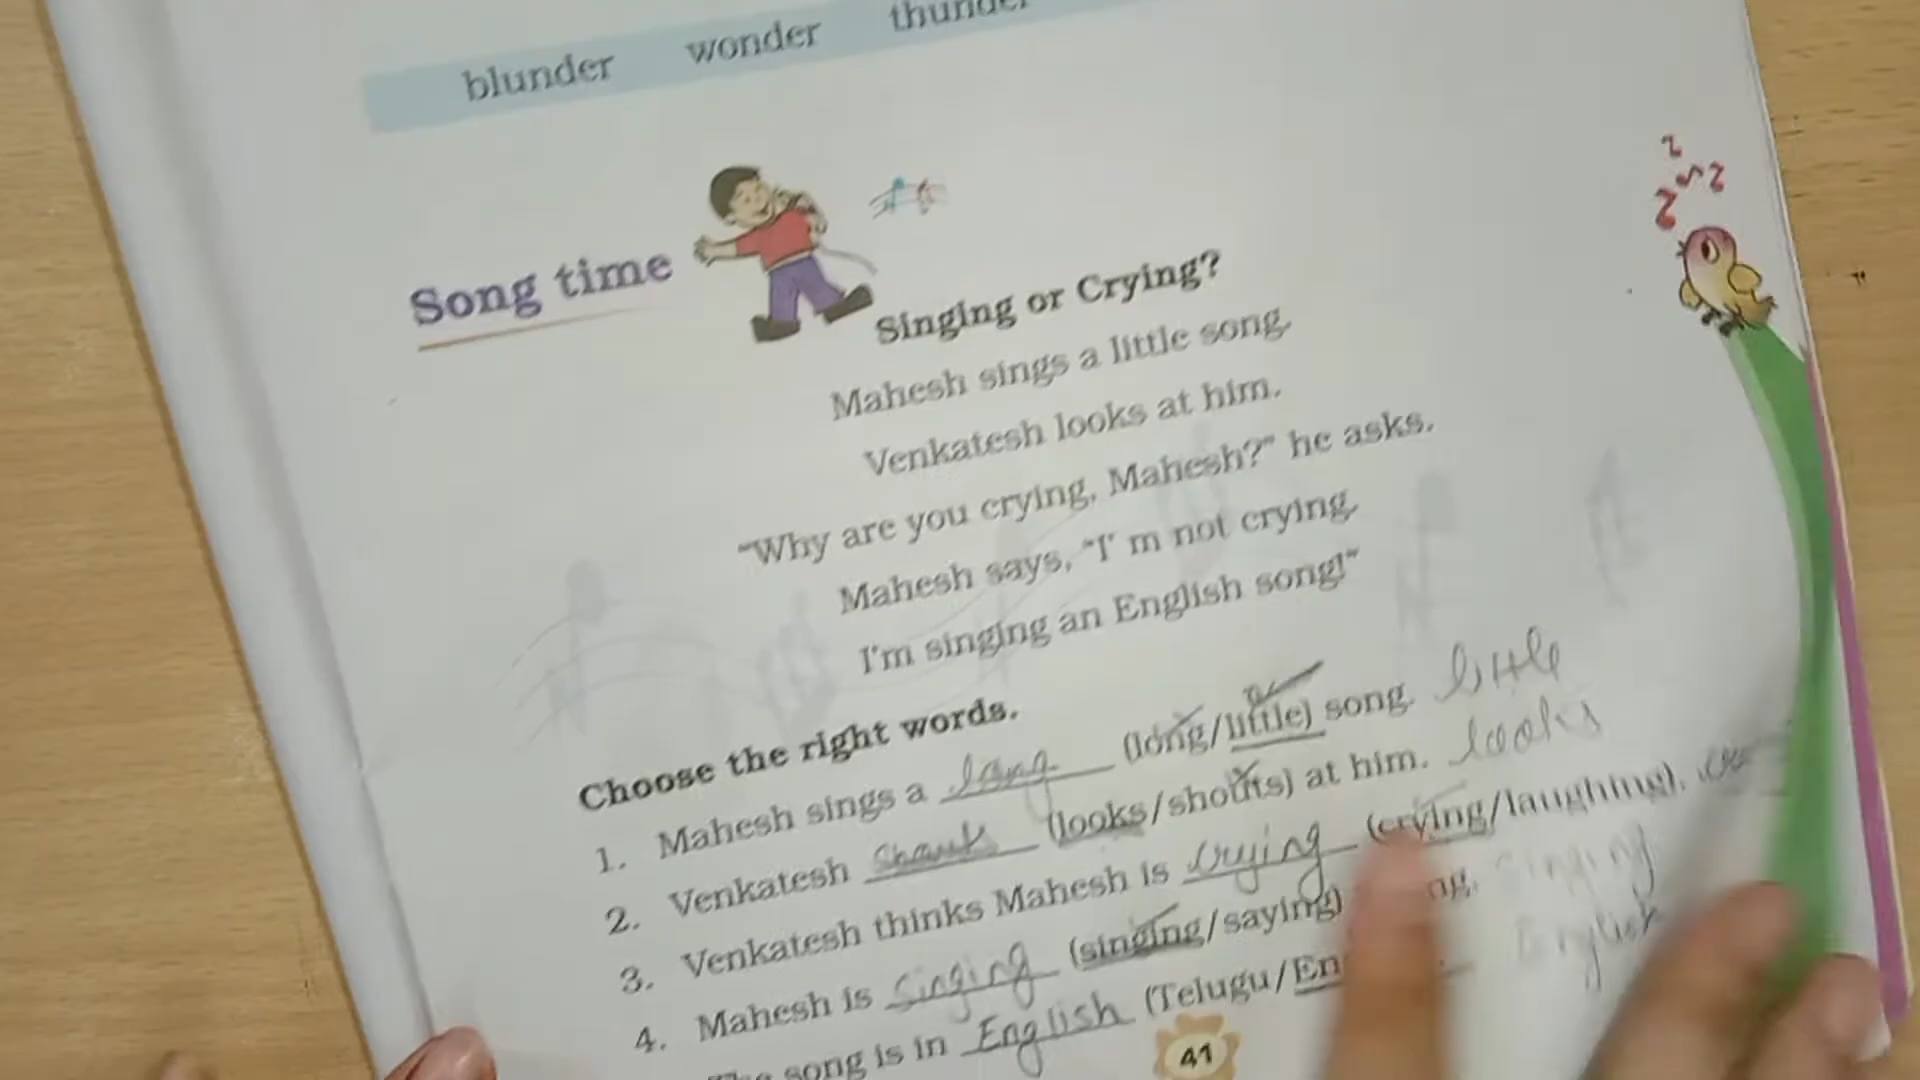 blunder wonder thunder
Song time
Singing or Crying?
Mahesh sings a little song.
Venkatesh looks at him.
"Why are you crying, Mahesh?" he asks.
Mahesh says, "I' m not crying,
I'm singing an English song!"
Choose the right words.
1. Mahesh sings a long (long/little) song. little
2. Venkatesh (looks/shouts) at him. looks
3. Venkatesh thinks Mahesh is crying (crying/laughing).
4. Mahesh is singing (singing/saying) singing
song is in English (Telugu/ English
41